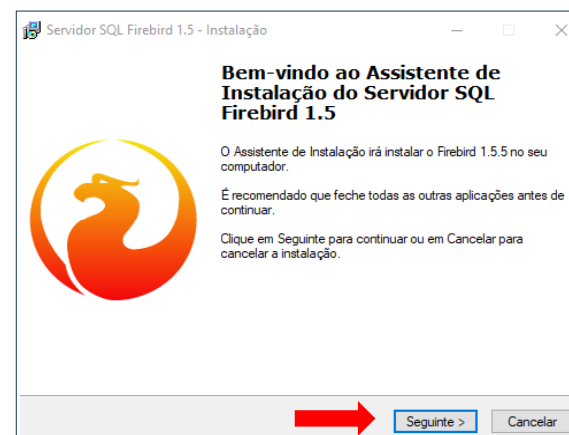 Servidor SQL Firebird 1.5 - Instalação
Bem-vindo ao Assistente de
Instalação do Servidor SQL
Firebird 1.5
O Assistente de Instalação irá instalar o Firebird 1.5.5 no seu
computador.
É recomendado que feche todas as outras aplicações antes de
continuar.
Clique em Seguinte para continuar ou em Cancelar para
cancelar a instalação.
Seguinte >
Cancelar